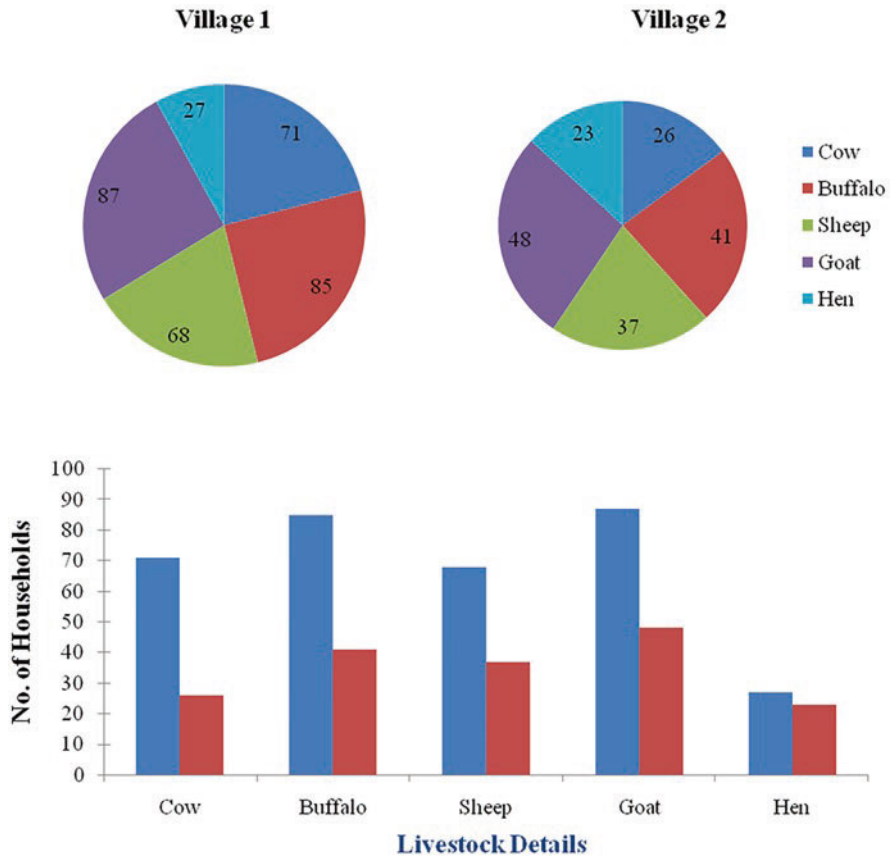 Village 1
Village 2
27
71
87
85
68
23
26
48
41
37
Cow
Buffalo
Sheep
Goat
Hen
No. of Households
100
90
80
70
60
50
40
30
20
10
0
Cow Buffalo Sheep Goat Hen
Livestock Details